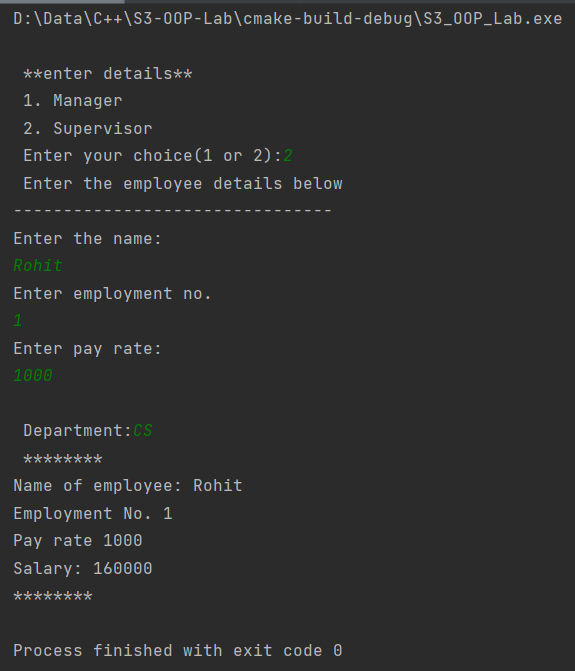 D:\Data\C++\S3-OOP-Lab\cmake-build-debug\S3_OOP_Lab.exe
**enter details**
1. Manager
2. Supervisor
Enter your choice(1 or 2):2
Enter the employee details below
--------------------------------
Enter the name:
Rohit
Enter employment no.
1
Enter pay rate:
1000
Department:CS
********
Name of employee: Rohit
Employment No. 1
Pay rate 1000
Salary: 160000
********
Process finished with exit code 0